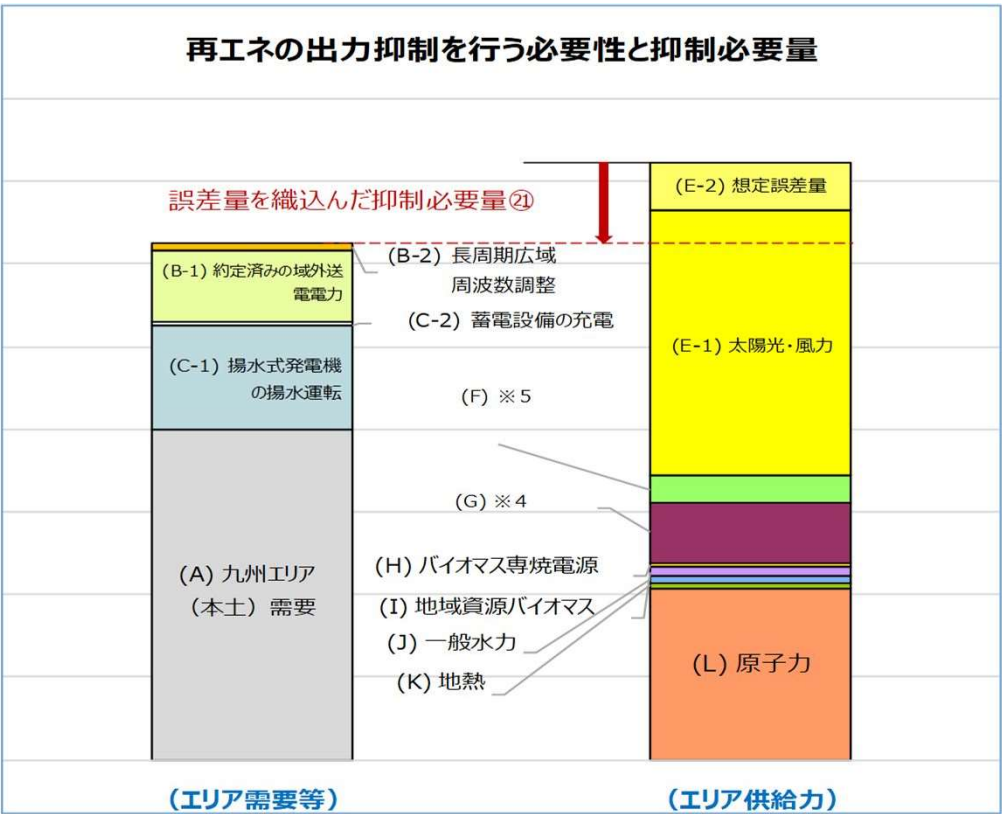 再エネの出力抑制を行う必要性と抑制必要量
誤差量を織込んだ抑制必要量㉑
(B-2) 長周期広域
周波数調整
(B-1) 約定済みの域外送
電電力
(C-2) 蓄電設備の充電
(C-1) 揚水式発電機
の揚水運転
(A) 九州エリア
（本土）需要
(エリア需要等)
(E-2) 想定誤差量
(E-1) 太陽光・風力
(F) ※５
(G) ※４
(H) バイオマス専焼電源
(I) 地域資源バイオマス
(J) 一般水力
(K) 地熱
(L) 原子力
(エリア供給力)